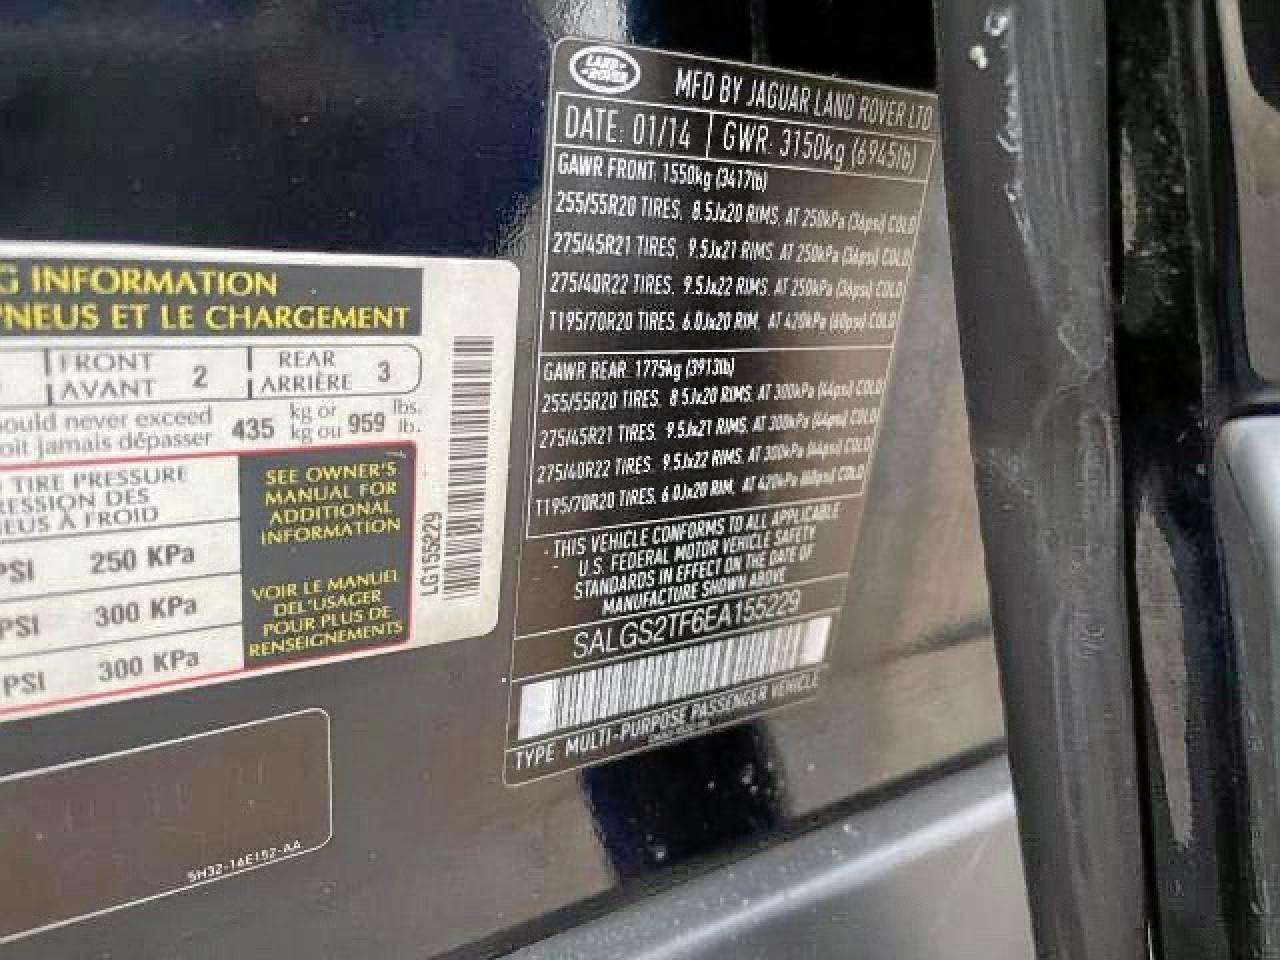 LAND ROVER
MFD BY JAGUAR LAND ROVER LTD
DATE: 01/14 GWR: 3150kg (6945lb)
GAWR FRONT: 1550kg (3417lb)
255/55R20 TIRES, 8.5Jx20 RIMS, AT 250kPa (36psi) COLD
275/45R21 TIRES, 9.5Jx21 RIMS, AT 250kPa (36psi) COLD
275/40R22 TIRES, 9.5Jx22 RIMS, AT 250kPa (36psi) COLD
T195/70R20 TIRES, 6.0Jx20 RIM, AT 420kPa (60psi) COLD
GAWR REAR: 1775kg (3913lb)
255/55R20 TIRES, 8.5Jx20 RIMS, AT 300kPa (44psi) COLD
275/45R21 TIRES, 9.5Jx21 RIMS, AT 300kPa (44psi) COLD
275/40R22 TIRES, 9.5Jx22 RIMS, AT 300kPa (44psi) COLD
T195/70R20 TIRES, 6.0Jx20 RIM, AT 420kPa (60psi) COLD
THIS VEHICLE CONFORMS TO ALL APPLICABLE
U.S. FEDERAL MOTOR VEHICLE SAFETY
STANDARDS IN EFFECT ON THE DATE OF
MANUFACTURE SHOWN ABOVE
SALGS2TF6EA155229
TYPE: MULTI-PURPOSE PASSENGER VEHICLE
G INFORMATION
PNEUS ET LE CHARGEMENT
FRONT AVANT 2 REAR ARRIÈRE 3
ould never exceed
oit jamais dépasser
435 kg or kg ou 959 lbs. lb.
TIRE PRESSURE
RESSION DES
NEUS À FROID
PSI 250 KPa
PSI 300 KPa
PSI 300 KPa
SEE OWNER'S
MANUAL FOR
ADDITIONAL
INFORMATION
VOIR LE MANUEL
DEL'USAGER
POUR PLUS DE
RENSEIGNEMENTS
LG155229
5H32-16E152-AA